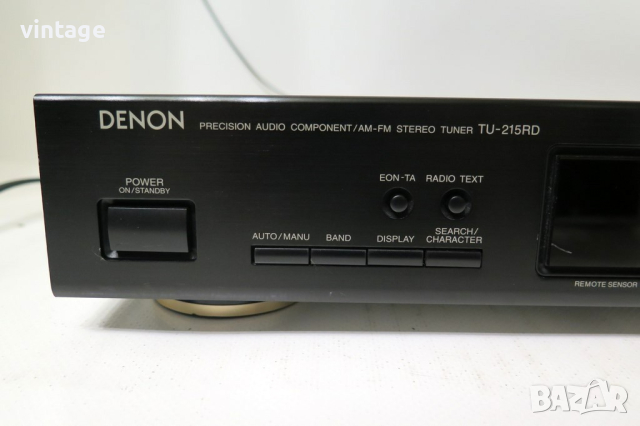 vintage
DENON PRECISION AUDIO COMPONENT/AM-FM STEREO TUNER TU-215RD
POWER
ON/STANDBY
EON-TA RADIO TEXT
AUTO/MANU BAND DISPLAY SEARCH/
CHARACTER
REMOTE SENSOR
BAZAR